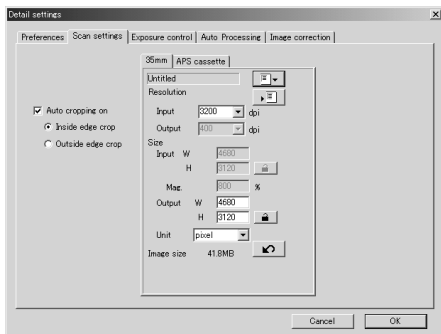 Detail settings
Preferences Scan settings Exposure control Auto Processing Image correction
35mm APS cassette
Untitled
Resolution
Input 3200 dpi
Output 400 dpi
Auto cropping on
Inside edge crop
Outside edge crop
Size
Input W 4680
H 3120
Mag. 800 %
Output W 4680
H 3120
Unit pixel
Image size 41.8MB
Cancel OK